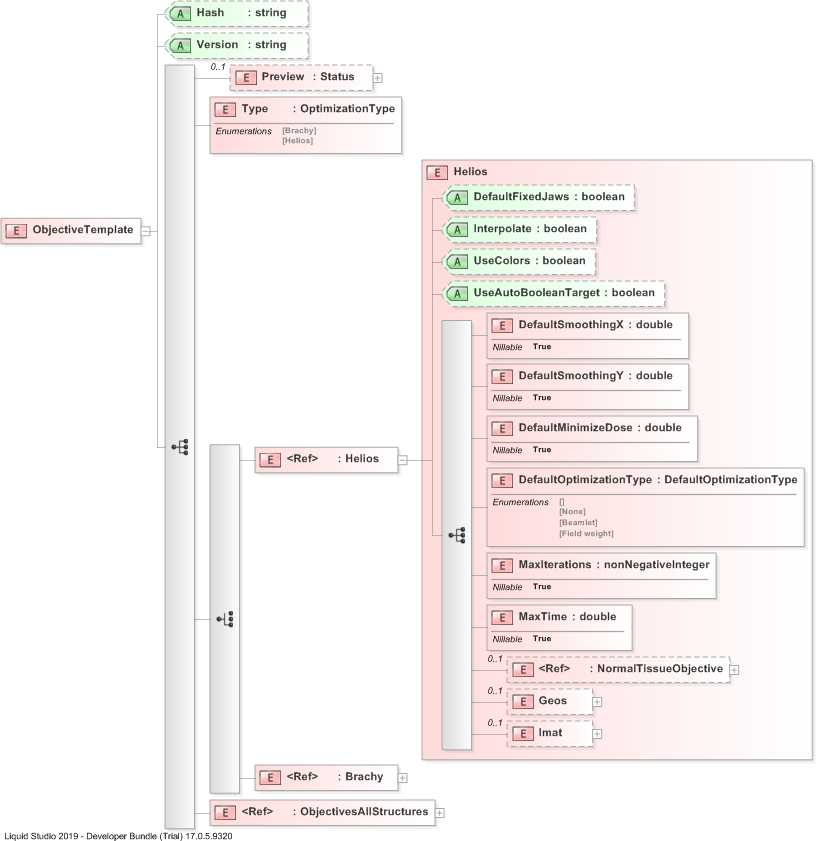 A Hash : string
A Version : string
0..1
E Preview : Status
E Type : OptimizationType
Enumerations [Brachy]
[Helios]
E Helios
A DefaultFixedJaws : boolean
E ObjectiveTemplate
A Interpolate : boolean
A UseColors : boolean
A UseAutoBooleanTarget : boolean
E DefaultSmoothingX : double
Nillable True
E DefaultSmoothingY : double
Nillable True
E DefaultMinimizeDose : double
Nillable True
E <Ref> : Helios
E DefaultOptimizationType : DefaultOptimizationType
Enumerations []
[None]
[Beamlet]
[Field weight]
E MaxIterations : nonNegativeInteger
Nillable True
E MaxTime : double
Nillable True
0..1
E <Ref> : NormalTissueObjective
0..1
E Geos
0..1
E Imat
E <Ref> : Brachy
E <Ref> : ObjectivesAllStructures
Liquid Studio 2019 - Developer Bundle (Trial) 17.0.5.9320